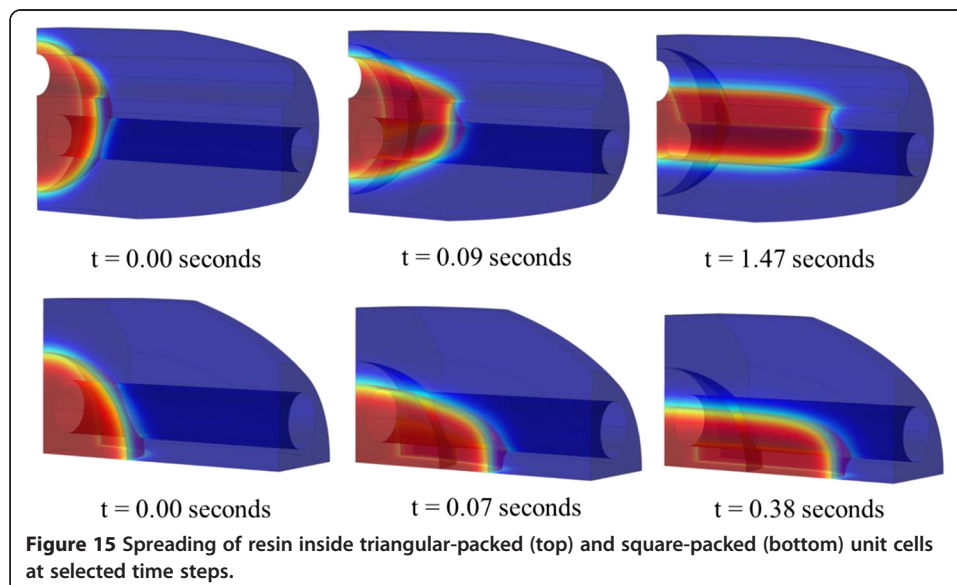 t = 0.00 seconds
t = 0.09 seconds
t = 1.47 seconds
t = 0.00 seconds
t = 0.07 seconds
t = 0.38 seconds
Figure 15 Spreading of resin inside triangular-packed (top) and square-packed (bottom) unit cells
at selected time steps.